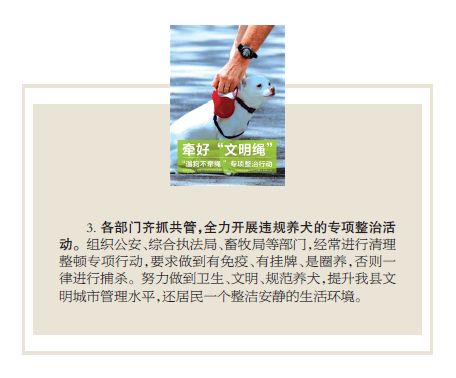 牵好“文明绳”
“遛狗不牵绳”专项整治行动
3. 各部门齐抓共管,全力开展违规养犬的专项整治活
动。组织公安、综合执法局、畜牧局等部门,经常进行清理
整顿专项行动,要求做到有免疫、有挂牌、是圈养,否则一
律进行捕杀。努力做到卫生、文明、规范养犬,提升我县文
明城市管理水平,还居民一个整洁安静的生活环境。